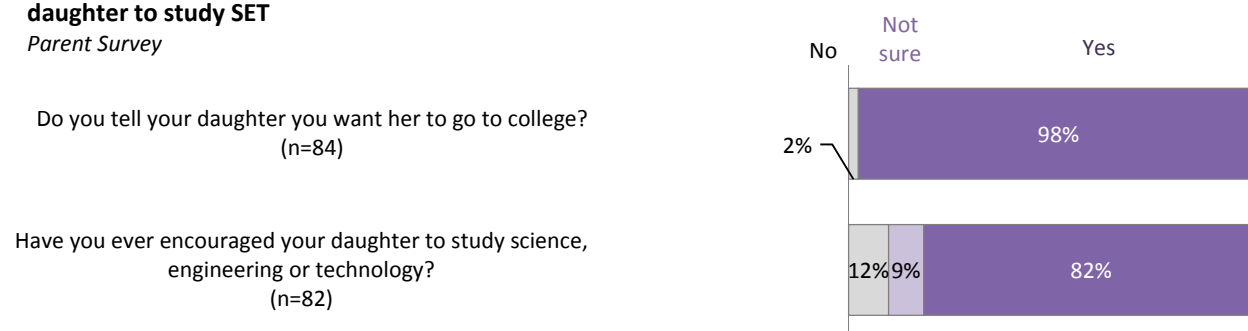 daughter to study SET
Parent Survey
No
Not
sure
Yes
Do you tell your daughter you want her to go to college?
(n=84)
2%
98%
Have you ever encouraged your daughter to study science,
engineering or technology?
(n=82)
12%
9%
82%